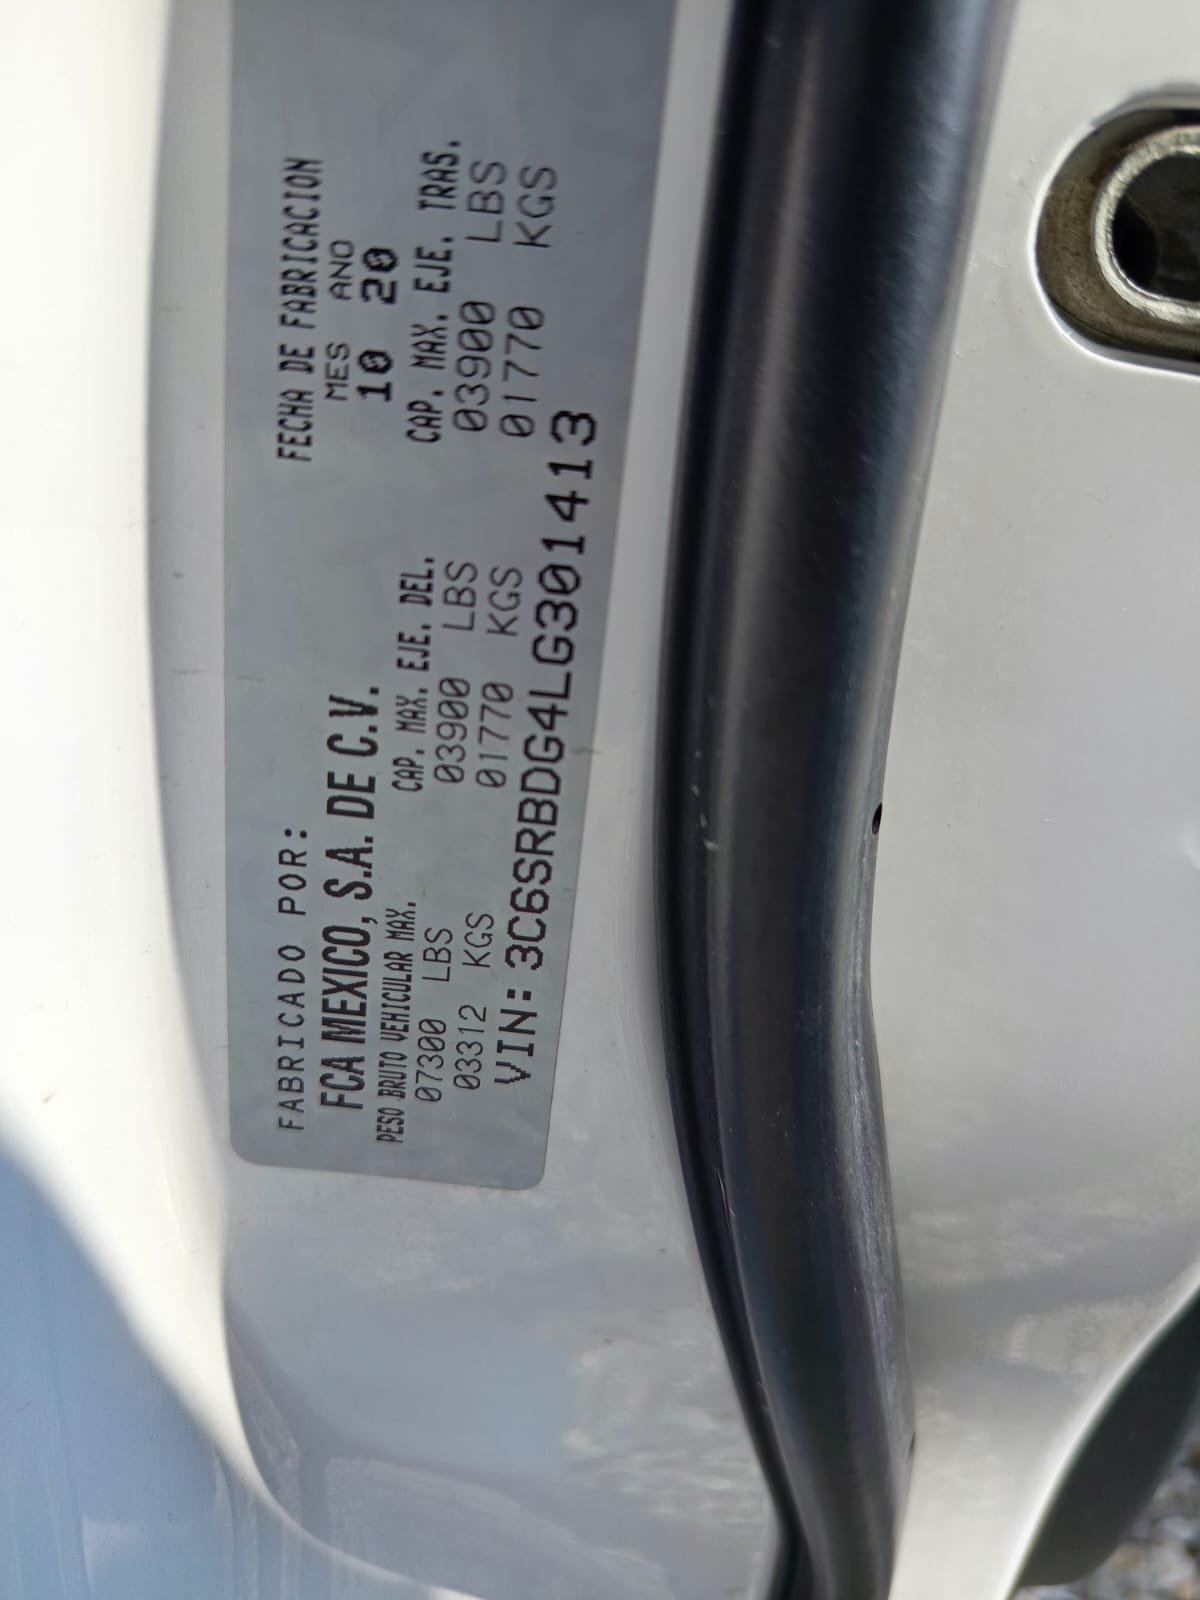 FABRICADO POR:
FECHA DE FABRICACION
FCA MEXICO, S.A. DE C.V.
MES ANO
10 20
PESO BRUTO VEHICULAR MAX.
CAP. MAX. EJE. DEL.
CAP. MAX. EJE. TRAS.
07300 LBS
03900 LBS
03900 LBS
03312 KGS
01770 KGS
01770 KGS
VIN: 3C6SRBDG4LG301413